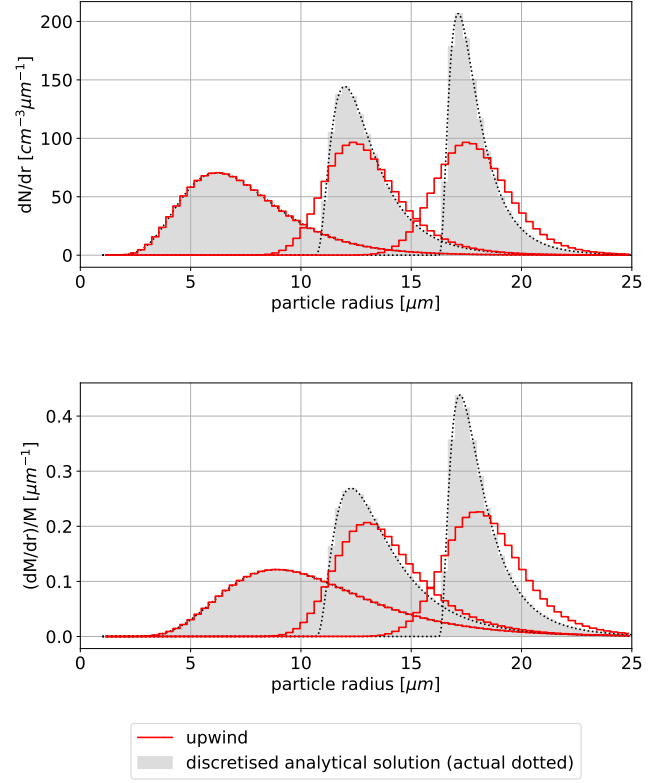 200
150
100
50
0
dN/dr [cm⁻³μm⁻¹]
0 5 10 15 20 25
particle radius [μm]
0.4
0.3
0.2
0.1
0.0
(dM/dr)/M [μm⁻¹]
0 5 10 15 20 25
particle radius [μm]
upwind
discretised analytical solution (actual dotted)